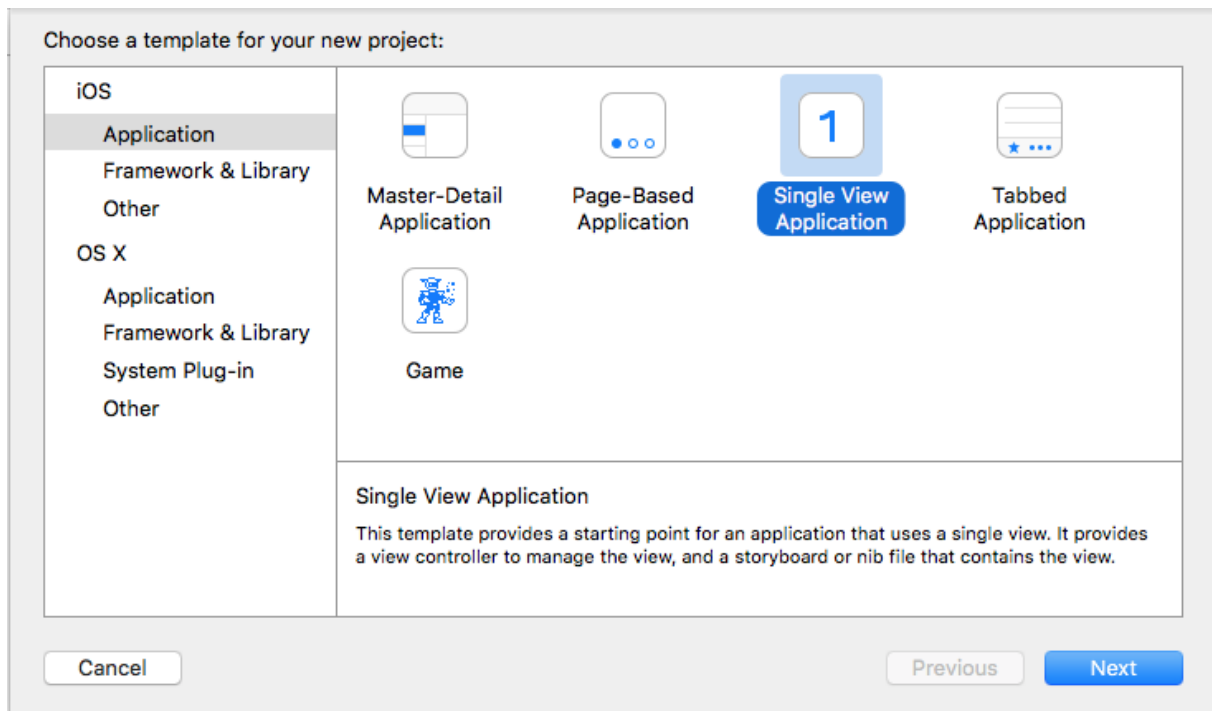 Choose a template for your new project:
iOS
Application
Framework & Library
Other
OS X
Application
Framework & Library
System Plug-in
Other
Master-Detail
Application
Page-Based
Application
1
Single View
Application
Tabbed
Application
Game
Single View Application
This template provides a starting point for an application that uses a single view. It provides
a view controller to manage the view, and a storyboard or nib file that contains the view.
Cancel
Previous
Next